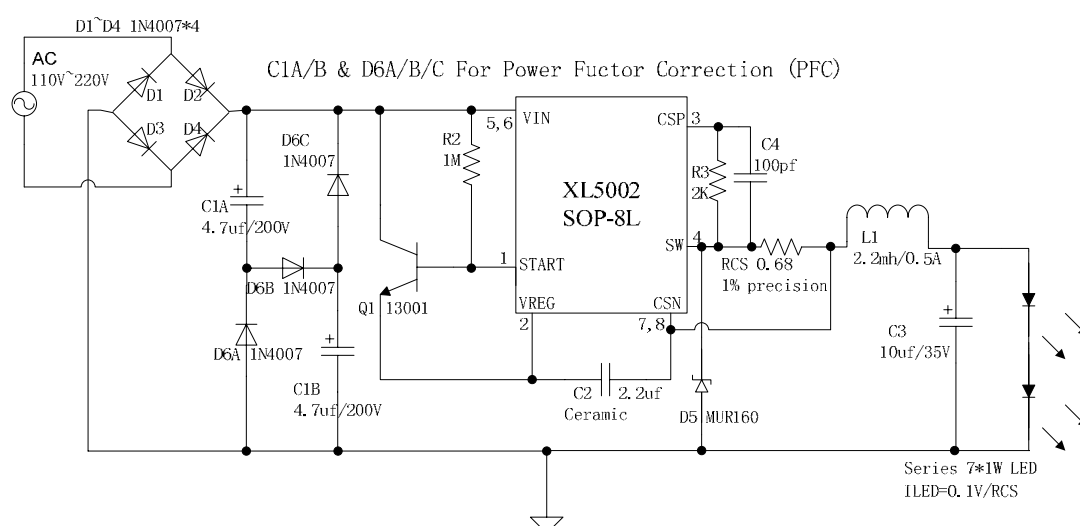 D1~D4 1N4007*4
AC
110V~220V
D1
D2
D3
D4
C1A/B & D6A/B/C For Power Fuctor Correction (PFC)
D6C
1N4007
C1A
4.7uf/200V
D6B 1N4007
D6A 1N4007
C1B
4.7uf/200V
R2
1M
Q1 13001
5,6
VIN
XL5002
SOP-8L
1
START
VREG
2
CSP
3
SW
4
CSN
7,8
R3
2K
C4
100pf
RCS 0.68
1% precision
L1
2.2mh/0.5A
C2
2.2uf
Ceramic
D5 MUR160
C3
10uf/35V
Series 7*1W LED
ILED=0.1V/RCS